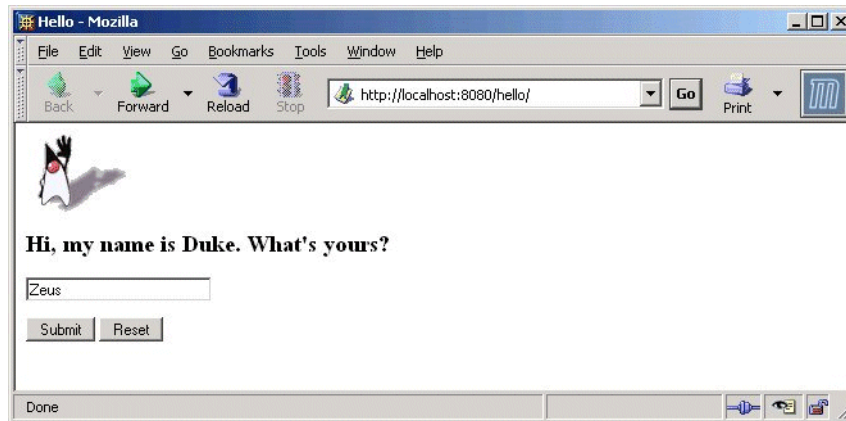 Hello - Mozilla
File Edit View Go Bookmarks Tools Window Help
Back Forward Reload Stop http://localhost:8080/hello/ Go Print
Hi, my name is Duke. What's yours?
Zeus
Submit Reset
Done